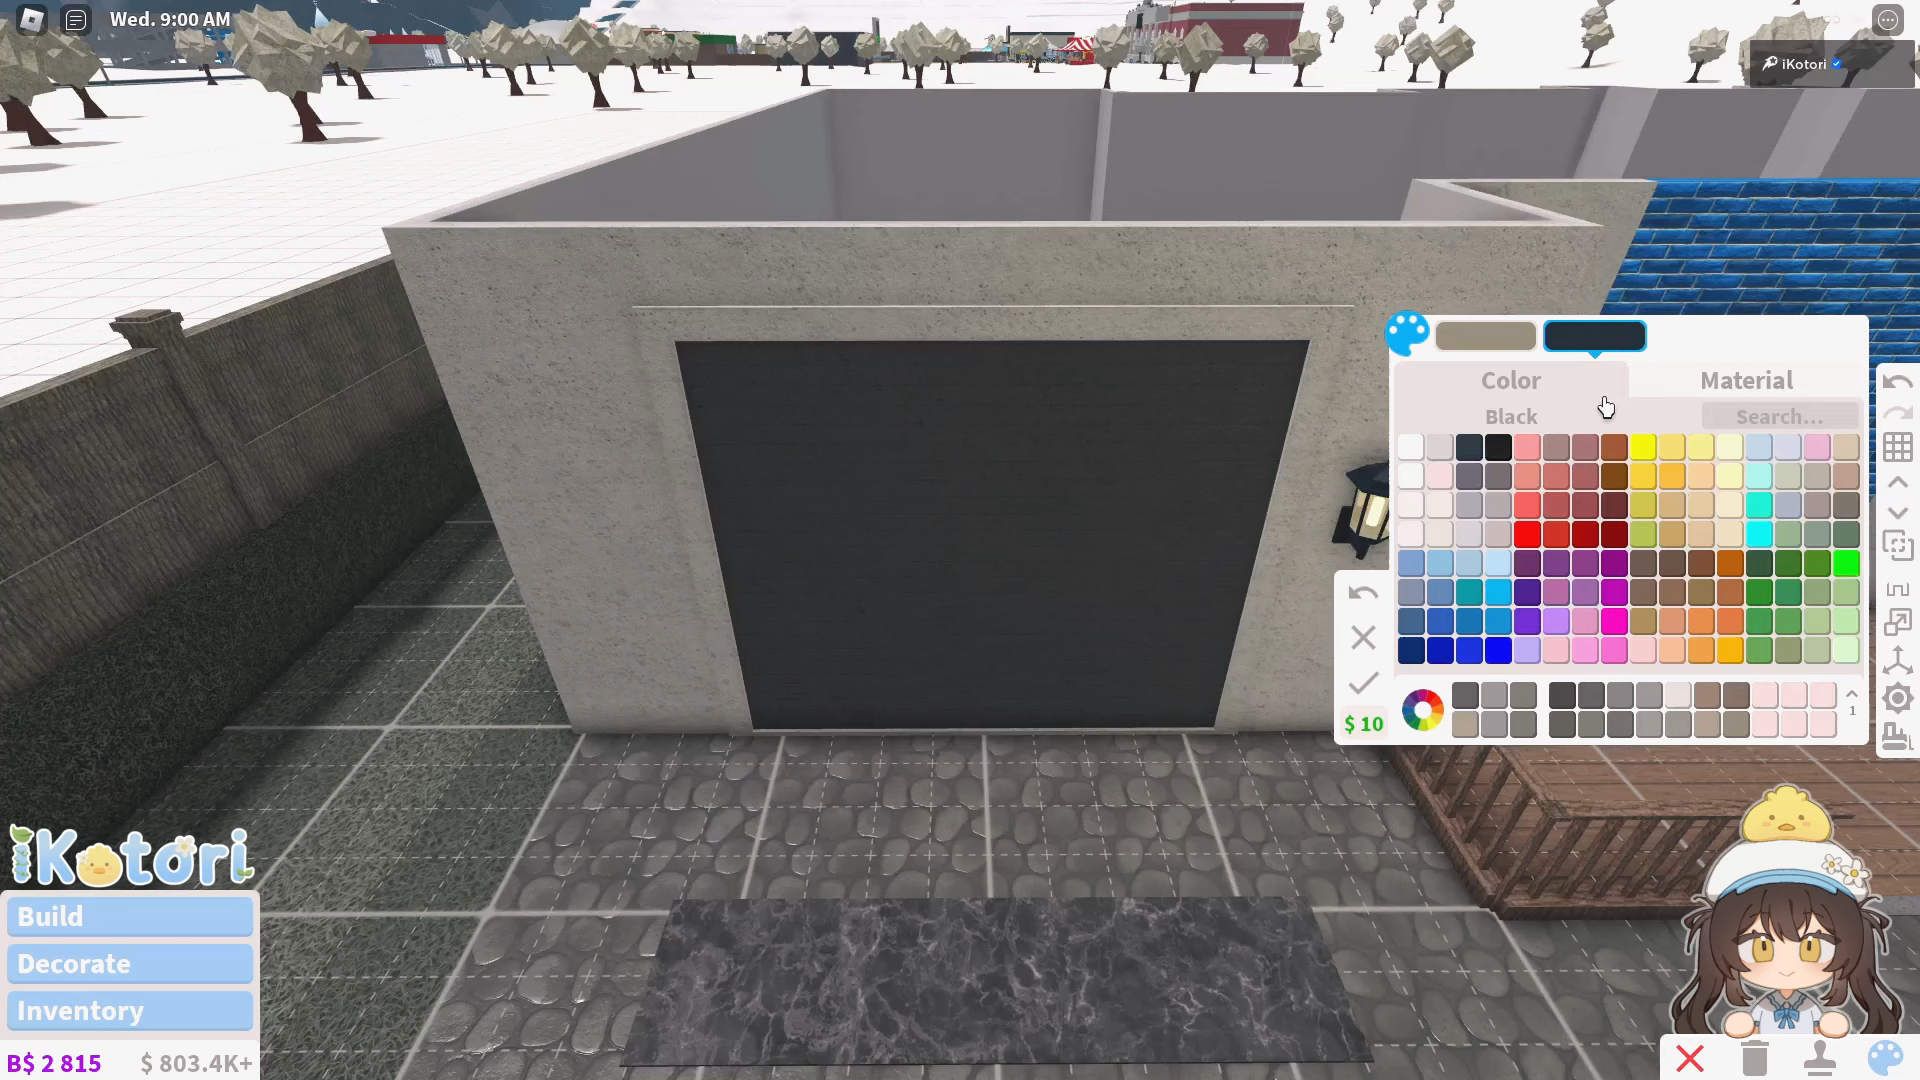 Wed. 9:00 AM
iKotori
Color
Material
Black
Search...
$ 10
1
iKotori
Build
Decorate
Inventory
B$ 2 815
$ 803.4K+